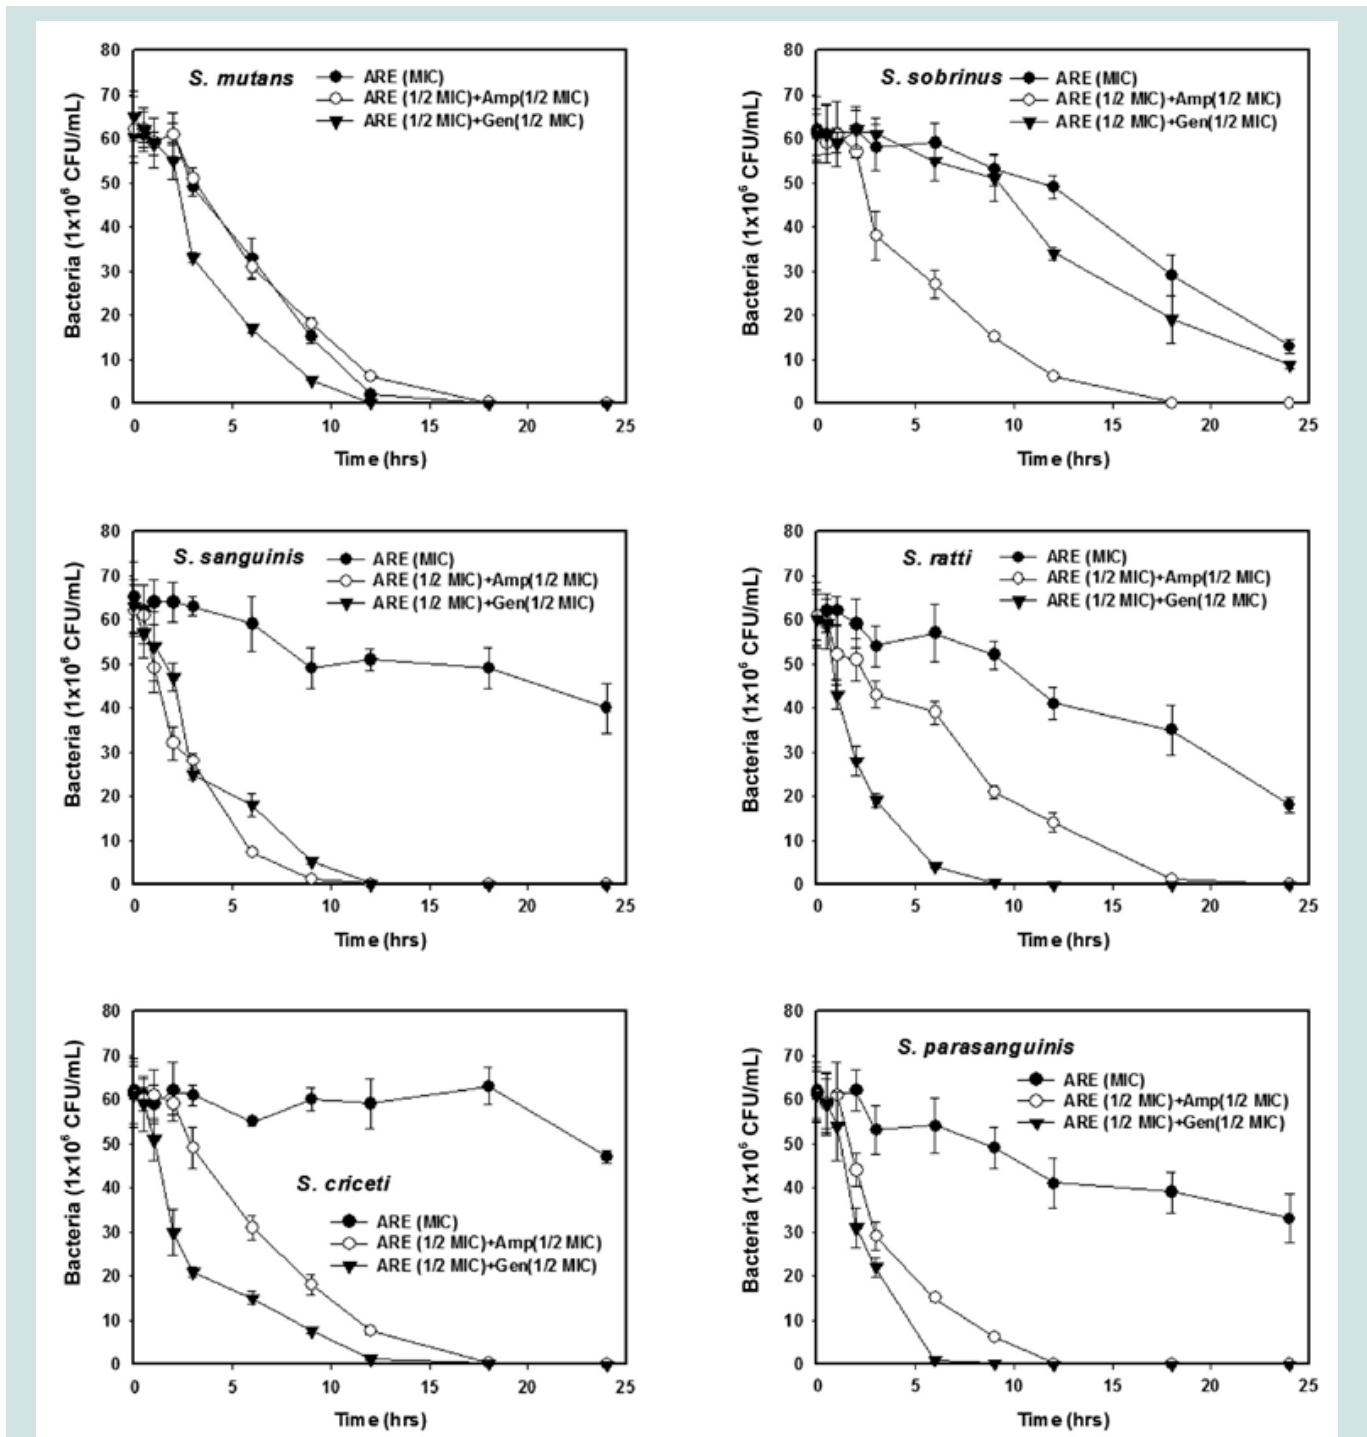 S. mutans
ARE (MIC)
ARE (1/2 MIC)+Amp(1/2 MIC)
ARE (1/2 MIC)+Gen(1/2 MIC)
Bacteria (1x10⁶ CFU/mL)
80
70
60
50
40
30
20
10
0
0 5 10 15 20 25
Time (hrs)
S. sobrinus
ARE (MIC)
ARE (1/2 MIC)+Amp(1/2 MIC)
ARE (1/2 MIC)+Gen(1/2 MIC)
Bacteria (1x10⁶ CFU/mL)
80
70
60
50
40
30
20
10
0
0 5 10 15 20 25
Time (hrs)
S. sanguinis
ARE (MIC)
ARE (1/2 MIC)+Amp(1/2 MIC)
ARE (1/2 MIC)+Gen(1/2 MIC)
Bacteria (1x10⁶ CFU/mL)
80
70
60
50
40
30
20
10
0
0 5 10 15 20 25
Time (hrs)
S. ratti
ARE (MIC)
ARE (1/2 MIC)+Amp(1/2 MIC)
ARE (1/2 MIC)+Gen(1/2 MIC)
Bacteria (1x10⁶ CFU/mL)
80
70
60
50
40
30
20
10
0
0 5 10 15 20 25
Time (hrs)
S. criceti
ARE (MIC)
ARE (1/2 MIC)+Amp(1/2 MIC)
ARE (1/2 MIC)+Gen(1/2 MIC)
Bacteria (1x10⁶ CFU/mL)
80
70
60
50
40
30
20
10
0
0 5 10 15 20 25
Time (hrs)
S. parasanguinis
ARE (MIC)
ARE (1/2 MIC)+Amp(1/2 MIC)
ARE (1/2 MIC)+Gen(1/2 MIC)
Bacteria (1x10⁶ CFU/mL)
80
70
60
50
40
30
20
10
0
0 5 10 15 20 25
Time (hrs)